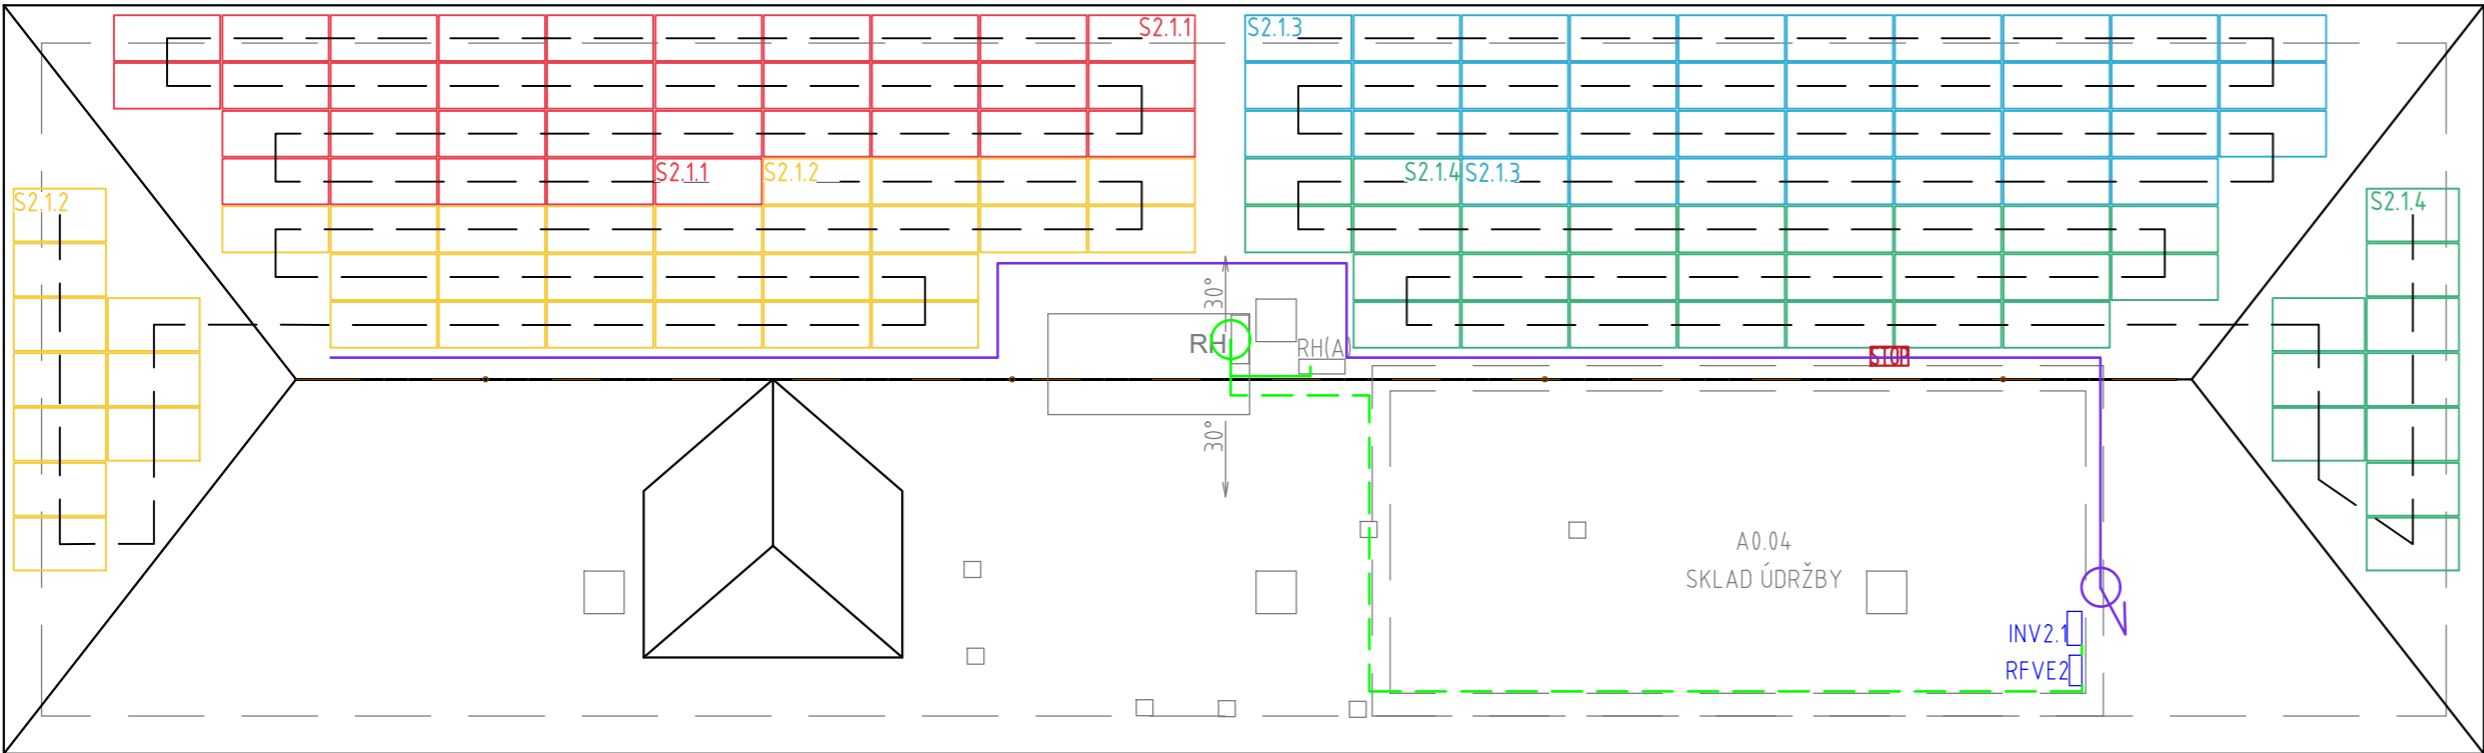 S2.1.1
S2.1.3
S2.1.1
S2.1.2
S2.1.4
S2.1.3
S2.1.2
S2.1.4
30°
RH
RH(A)
STOP
30°
A0.04
SKLAD ÚDRŽBY
INV2.1
RFVE2